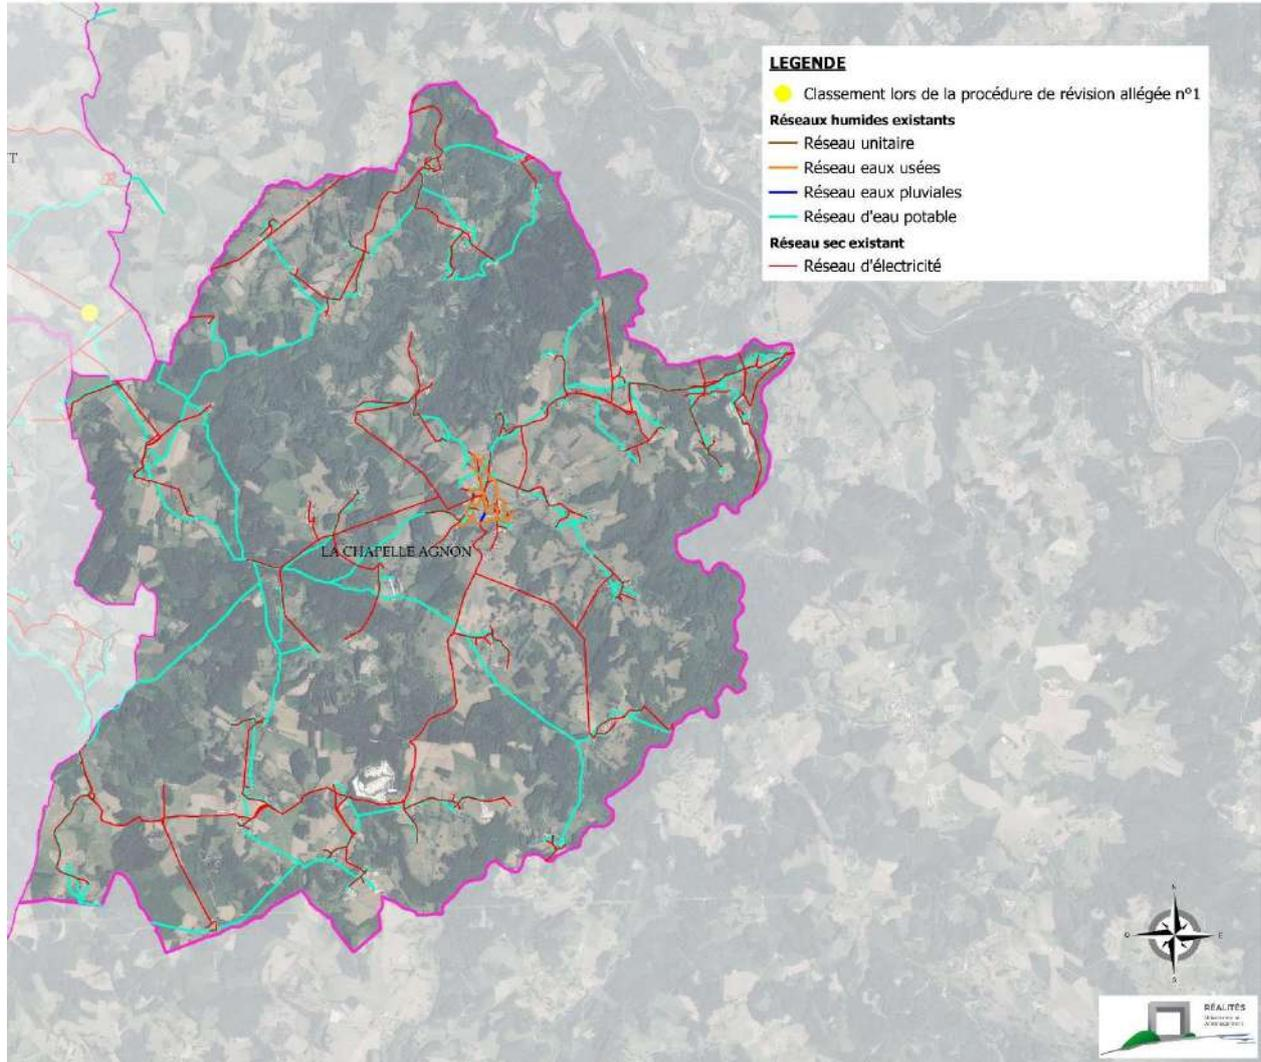 LEGENDE
Classement lors de la procédure de révision allégée n°1
Réseaux humides existants
Réseau unitaire
Réseau eaux usées
Réseau eaux pluviales
Réseau d'eau potable
Réseau sec existant
Réseau d'électricité
T
LA CHAPELLE AGNON
N
O
E
S
RÉALITÉS